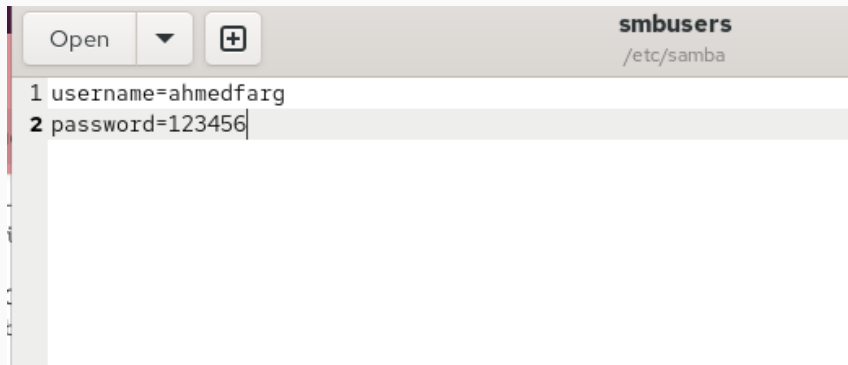 Open
smbusers
/etc/samba
1 username=ahmedfarg
2 password=123456